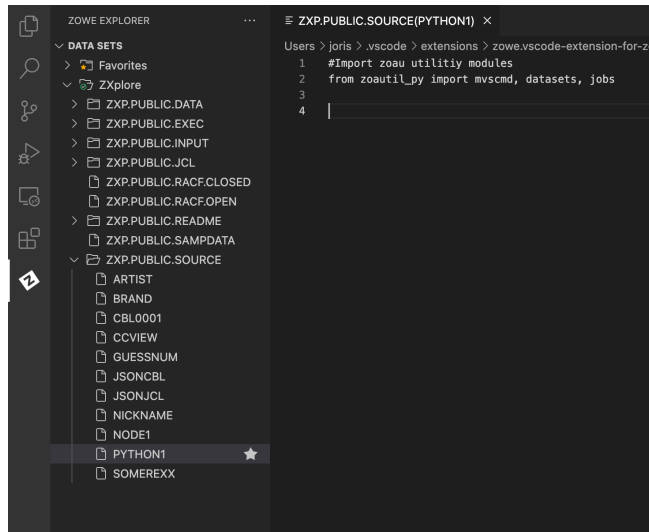 ZOWE EXPLORER ···
DATA SETS
Favorites
ZXplore
ZXP.PUBLIC.DATA
ZXP.PUBLIC.EXEC
ZXP.PUBLIC.INPUT
ZXP.PUBLIC.JCL
ZXP.PUBLIC.RACF.CLOSED
ZXP.PUBLIC.RACF.OPEN
ZXP.PUBLIC.README
ZXP.PUBLIC.SAMPDATA
ZXP.PUBLIC.SOURCE
ARTIST
BRAND
CBL0001
CCVIEW
GUESSNUM
JSONCBL
JSONJCL
NICKNAME
NODE1
PYTHON1
SOMEREXX
ZXP.PUBLIC.SOURCE(PYTHON1) ×
Users > joris > .vscode > extensions > zowe.vscode-extension-for-z
1 #Import zoau utilitiy modules
2 from zoautil_py import mvscmd, datasets, jobs
3
4